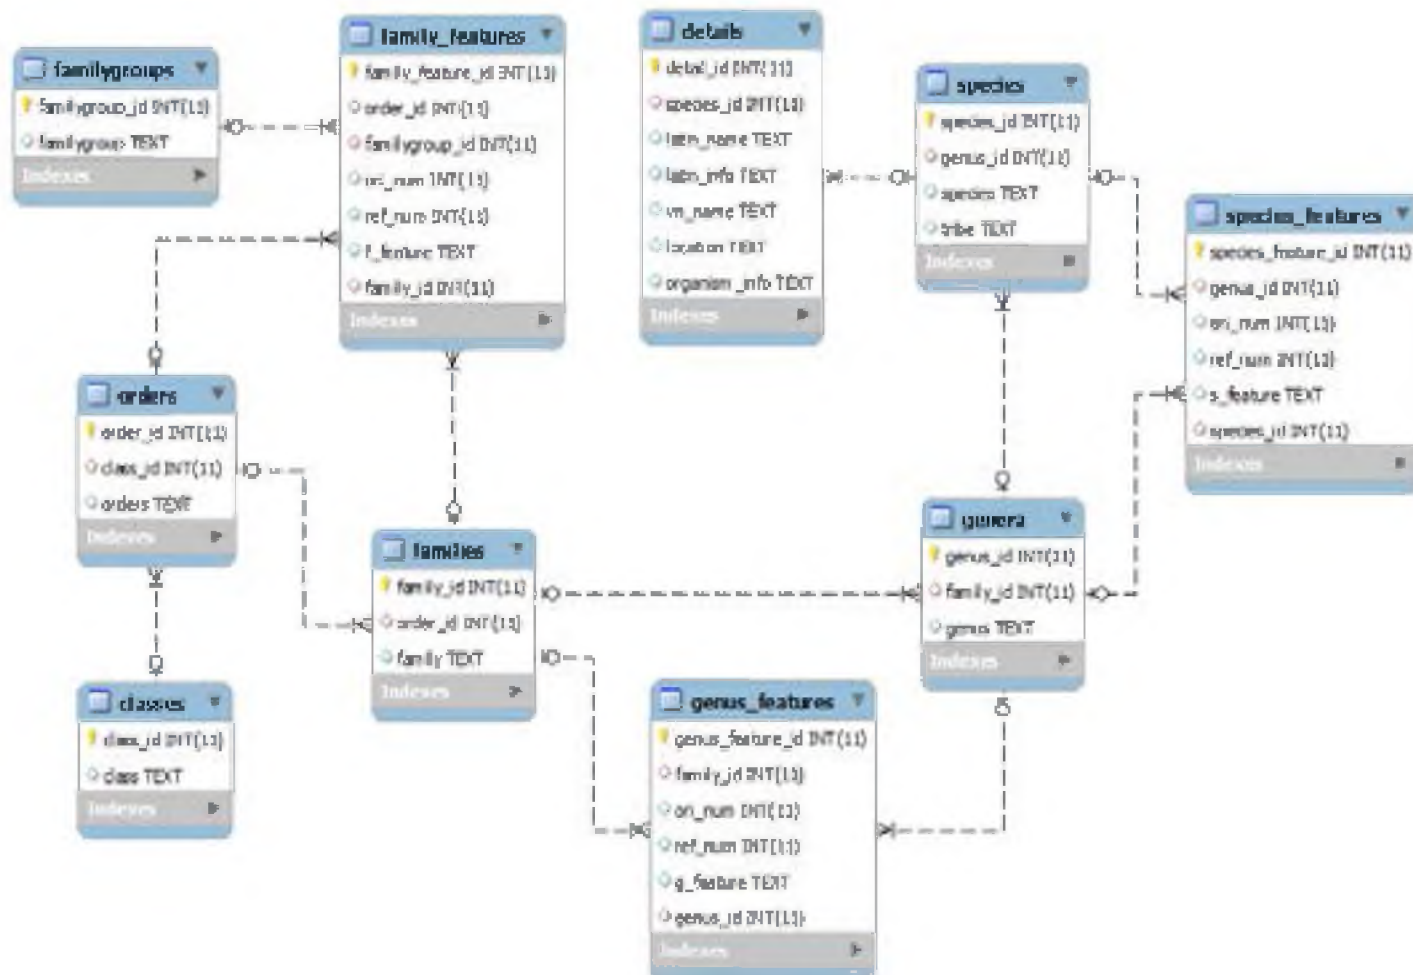 familygroups
familygroup_id INT(11)
familygroup TEXT
Indexes
family_features
family_feature_id INT(11)
order_id INT(11)
familygroup_id INT(11)
ori_num INT(11)
ref_num INT(11)
f_feature TEXT
family_id INT(11)
Indexes
details
detail_id INT(11)
species_id INT(11)
latin_name TEXT
latin_info TEXT
vn_name TEXT
location TEXT
organism_info TEXT
Indexes
species
species_id INT(11)
genus_id INT(11)
species TEXT
tribe TEXT
Indexes
species_features
species_feature_id INT(11)
genus_id INT(11)
ori_num INT(11)
ref_num INT(11)
s_feature TEXT
species_id INT(11)
Indexes
orders
order_id INT(11)
class_id INT(11)
orders TEXT
Indexes
families
family_id INT(11)
order_id INT(11)
family TEXT
Indexes
genera
genus_id INT(11)
family_id INT(11)
genus TEXT
Indexes
classes
class_id INT(11)
class TEXT
Indexes
genus_features
genus_feature_id INT(11)
family_id INT(11)
ori_num INT(11)
ref_num INT(11)
g_feature TEXT
genus_id INT(11)
Indexes